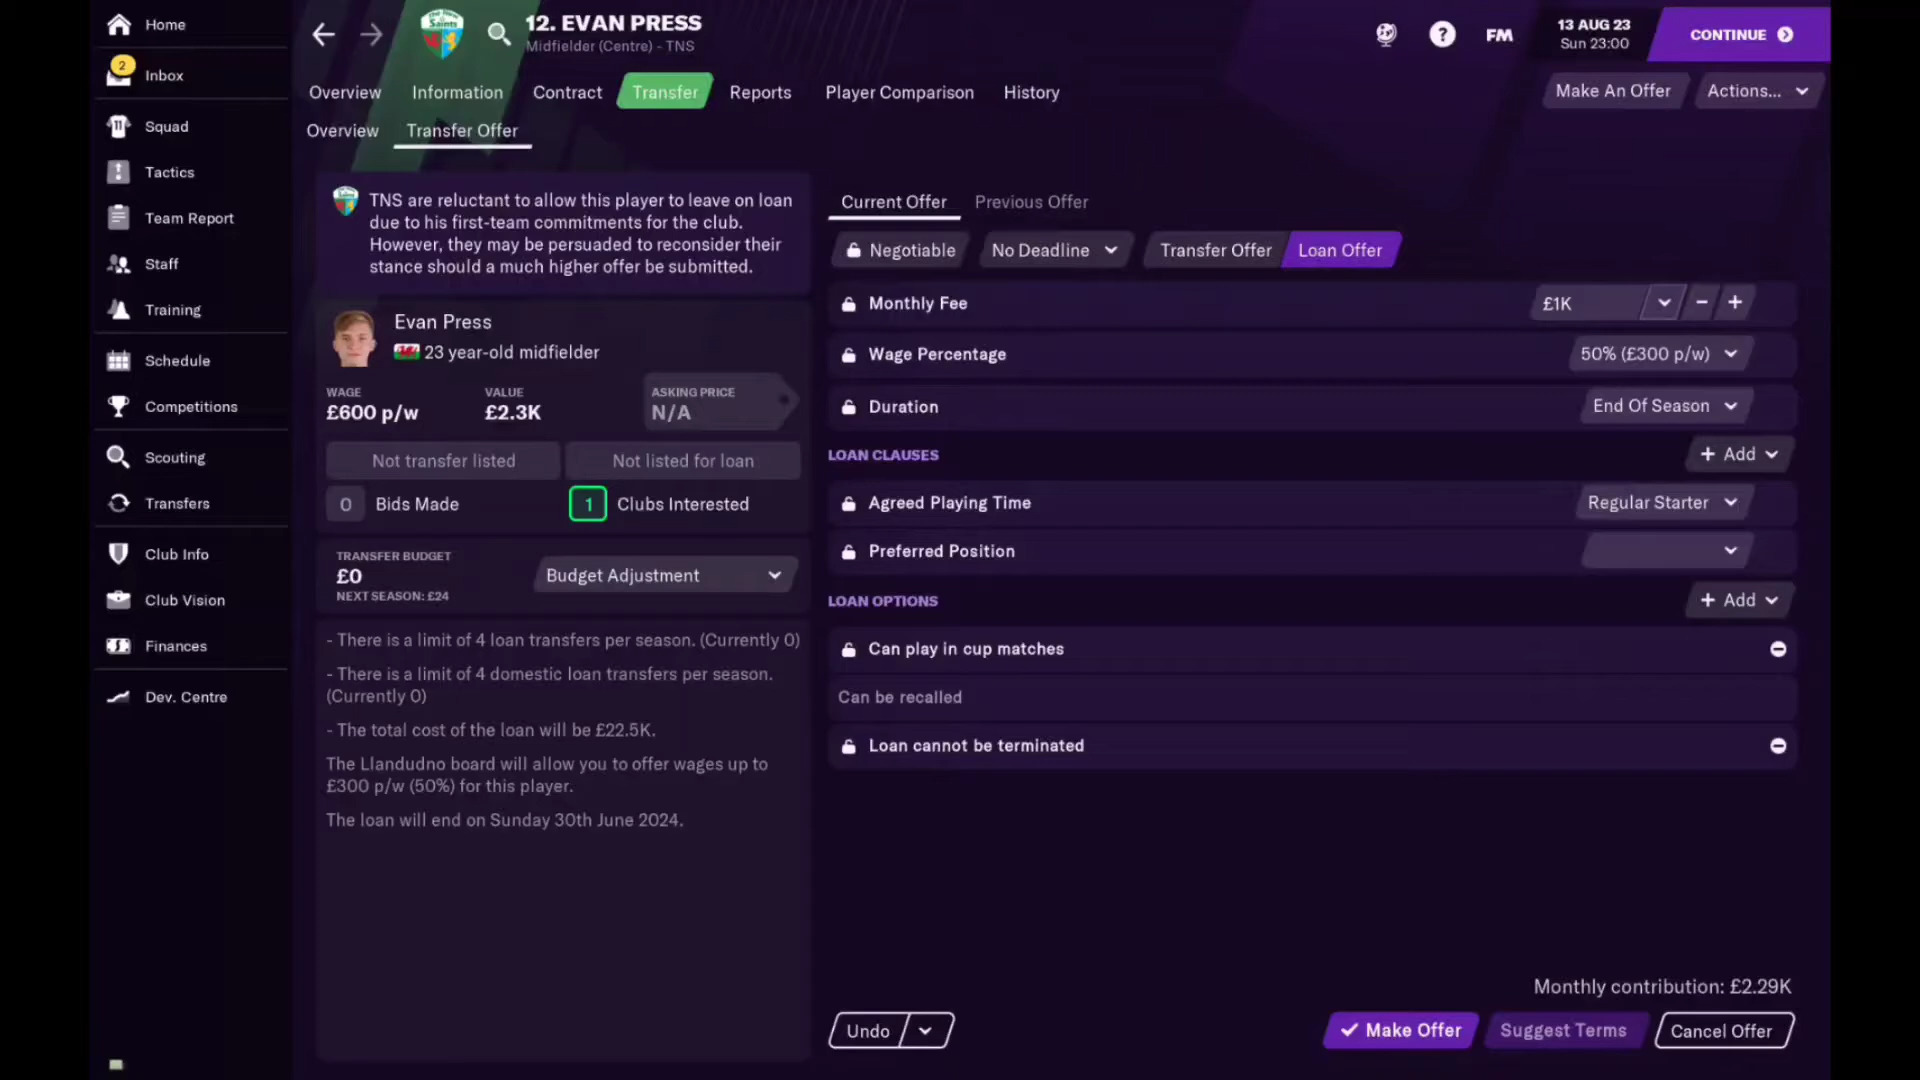 Home
12. EVAN PRESS
Midfielder (Centre) - TNS
?
FM
13 AUG 23
Sun 23:00
CONTINUE
2
Inbox
Overview
Information
Contract
Transfer
Reports
Player Comparison
History
Make An Offer
Actions...
Overview
Transfer Offer
11
Squad
Tactics
Team Report
Staff
Training
Schedule
Competitions
Scouting
Transfers
Club Info
Club Vision
Finances
Dev. Centre
TNS are reluctant to allow this player to leave on loan
due to his first-team commitments for the club.
However, they may be persuaded to reconsider their
stance should a much higher offer be submitted.
Evan Press
23 year-old midfielder
WAGE
£600 p/w
VALUE
£2.3K
ASKING PRICE
N/A
Not transfer listed
Not listed for loan
0 Bids Made
1 Clubs Interested
TRANSFER BUDGET
£0
NEXT SEASON: £24
Budget Adjustment
- There is a limit of 4 loan transfers per season. (Currently 0)
- There is a limit of 4 domestic loan transfers per season.
(Currently 0)
- The total cost of the loan will be £22.5K.
The Llandudno board will allow you to offer wages up to
£300 p/w (50%) for this player.
The loan will end on Sunday 30th June 2024.
Current Offer
Previous Offer
Negotiable
No Deadline
Transfer Offer
Loan Offer
Monthly Fee
£1K
- +
Wage Percentage
50% (£300 p/w)
Duration
End Of Season
LOAN CLAUSES
+ Add
Agreed Playing Time
Regular Starter
Preferred Position
LOAN OPTIONS
+ Add
Can play in cup matches
Can be recalled
Loan cannot be terminated
Monthly contribution: £2.29K
Undo
Make Offer
Suggest Terms
Cancel Offer